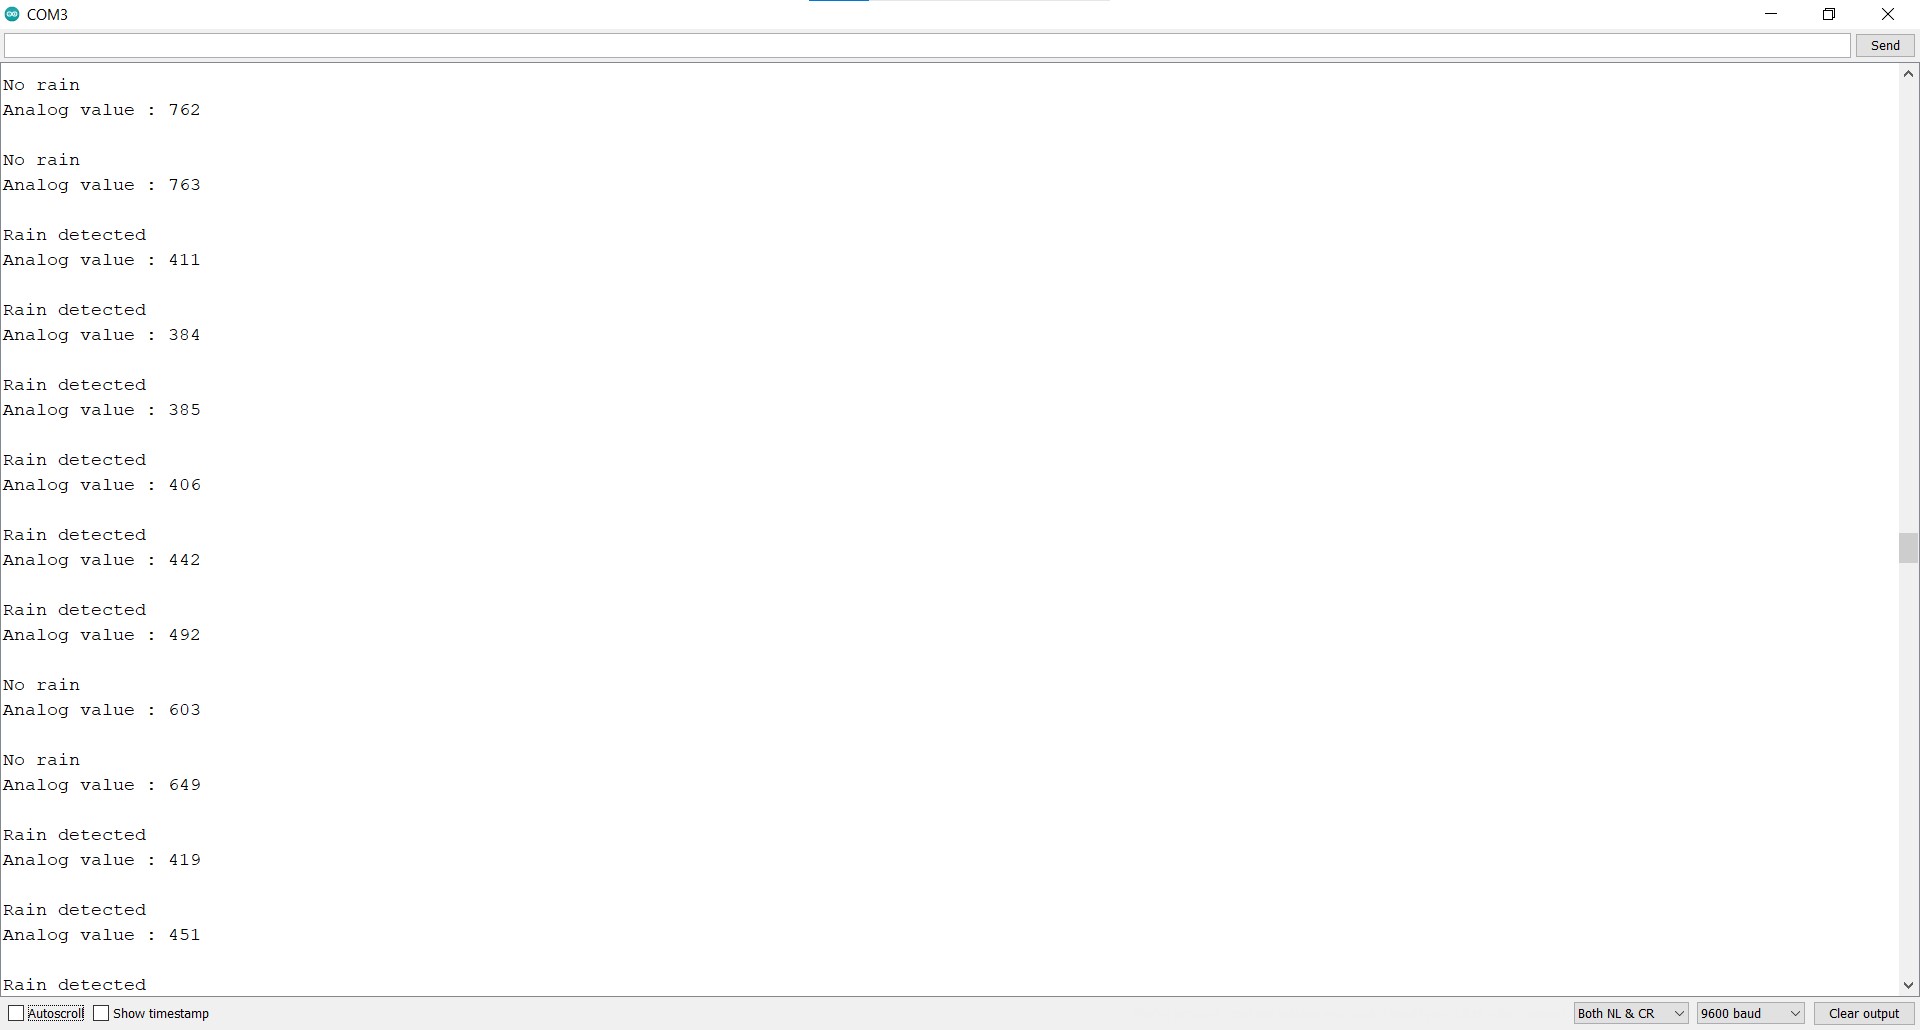 COM3
Send
No rain
Analog value : 762
No rain
Analog value : 763
Rain detected
Analog value : 411
Rain detected
Analog value : 384
Rain detected
Analog value : 385
Rain detected
Analog value : 406
Rain detected
Analog value : 442
Rain detected
Analog value : 492
No rain
Analog value : 603
No rain
Analog value : 649
Rain detected
Analog value : 419
Rain detected
Analog value : 451
Rain detected
Autoscroll Show timestamp Both NL & CR 9600 baud Clear output